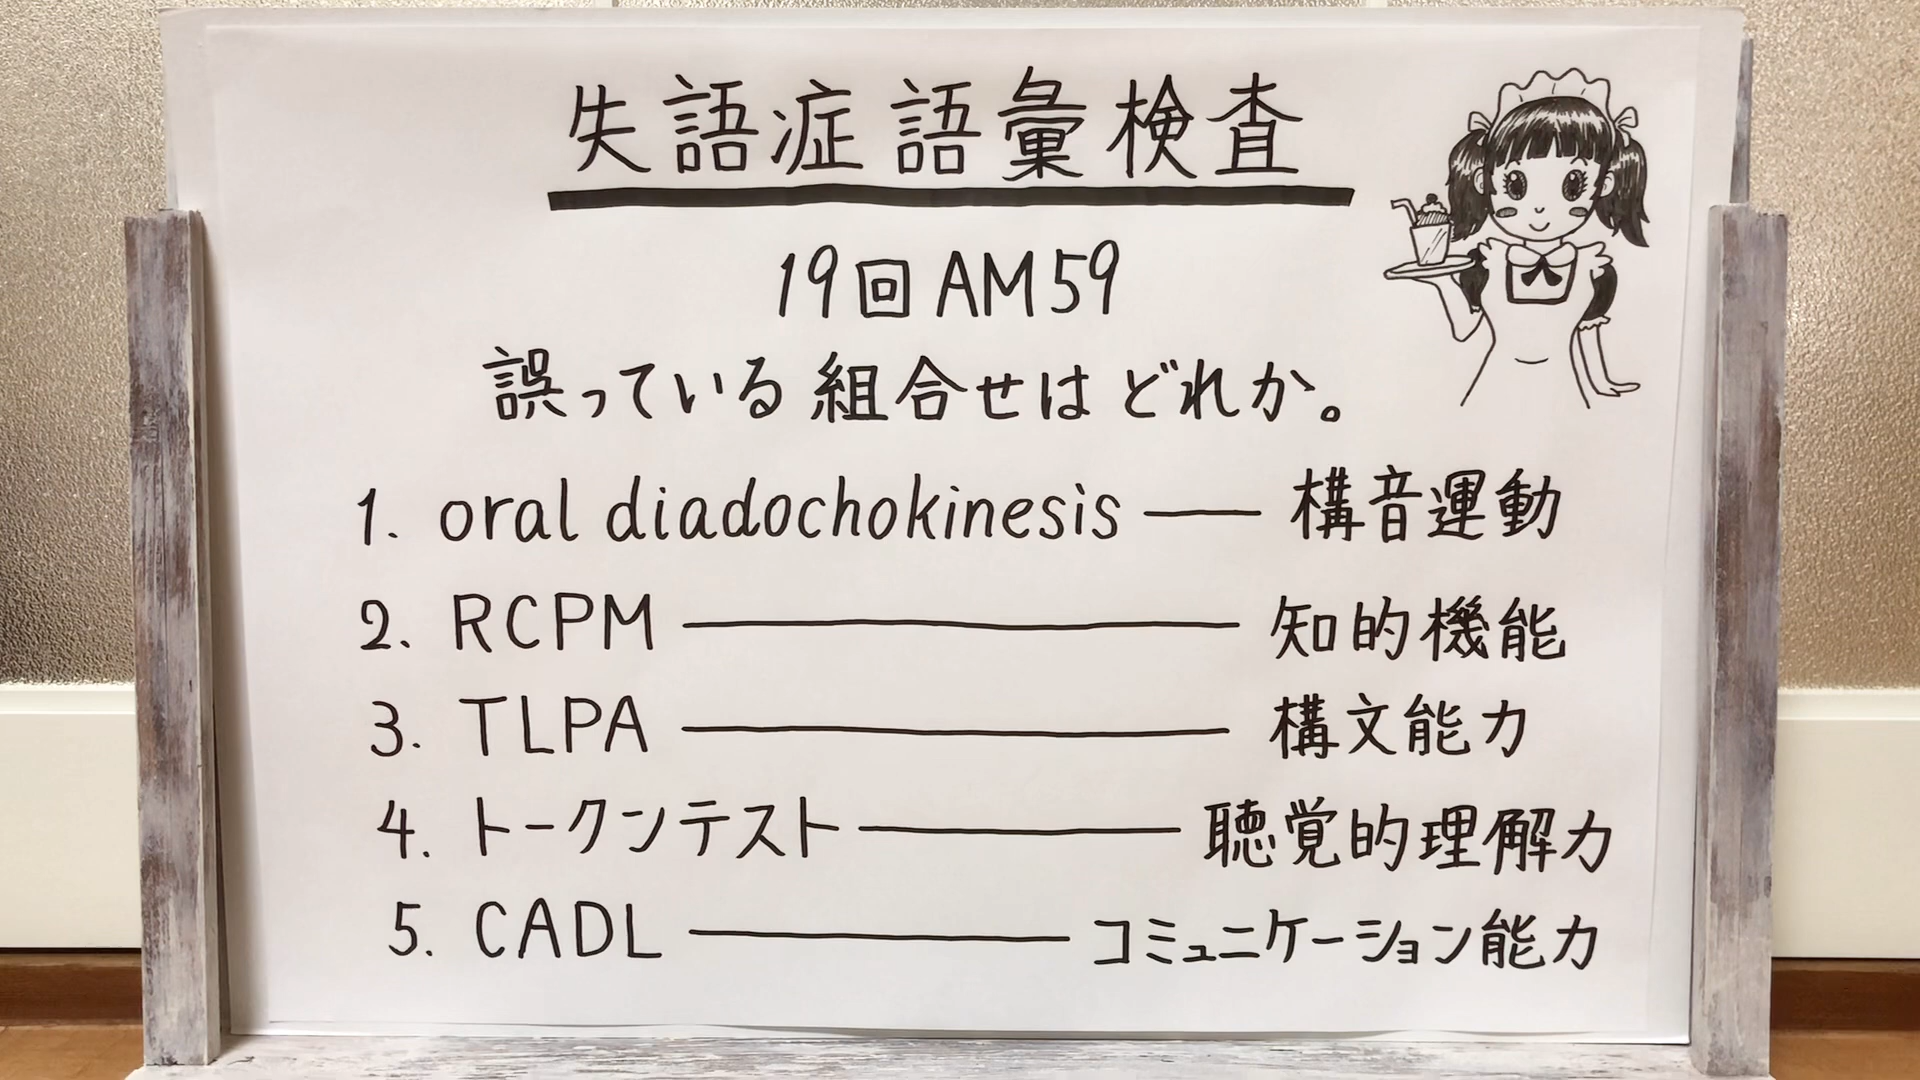 失語症語彙検査
19回AM59
誤っている組合せはどれか。
1. oral diadochokinesis ― 構音運動
2. RCPM ― 知的機能
3. TLPA ― 構文能力
4. トークンテスト ― 聴覚的理解力
5. CADL ― コミュニケーション能力